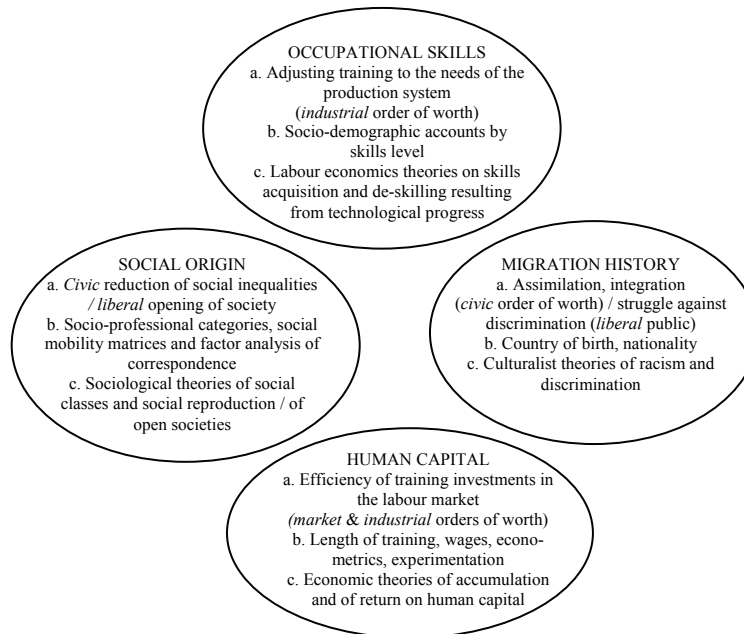 OCCUPATIONAL SKILLS
a. Adjusting training to the needs of the
production system
(industrial order of worth)
b. Socio-demographic accounts by
skills level
c. Labour economics theories on skills
acquisition and de-skilling resulting
from technological progress
SOCIAL ORIGIN
a. Civic reduction of social inequalities
/ liberal opening of society
b. Socio-professional categories, social
mobility matrices and factor analysis of
correspondence
c. Sociological theories of social
classes and social reproduction / of
open societies
MIGRATION HISTORY
a. Assimilation, integration
(civic order of worth) / struggle against
discrimination (liberal public)
b. Country of birth, nationality
c. Culturalist theories of racism and
discrimination
HUMAN CAPITAL
a. Efficiency of training investments in
the labour market
(market & industrial orders of worth)
b. Length of training, wages, econo-
metrics, experimentation
c. Economic theories of accumulation
and of return on human capital